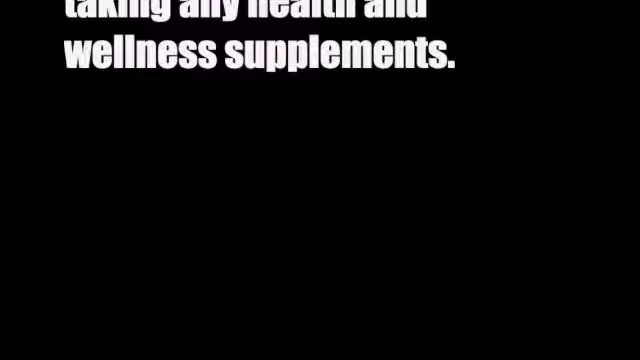 taking any health and
wellness supplements.